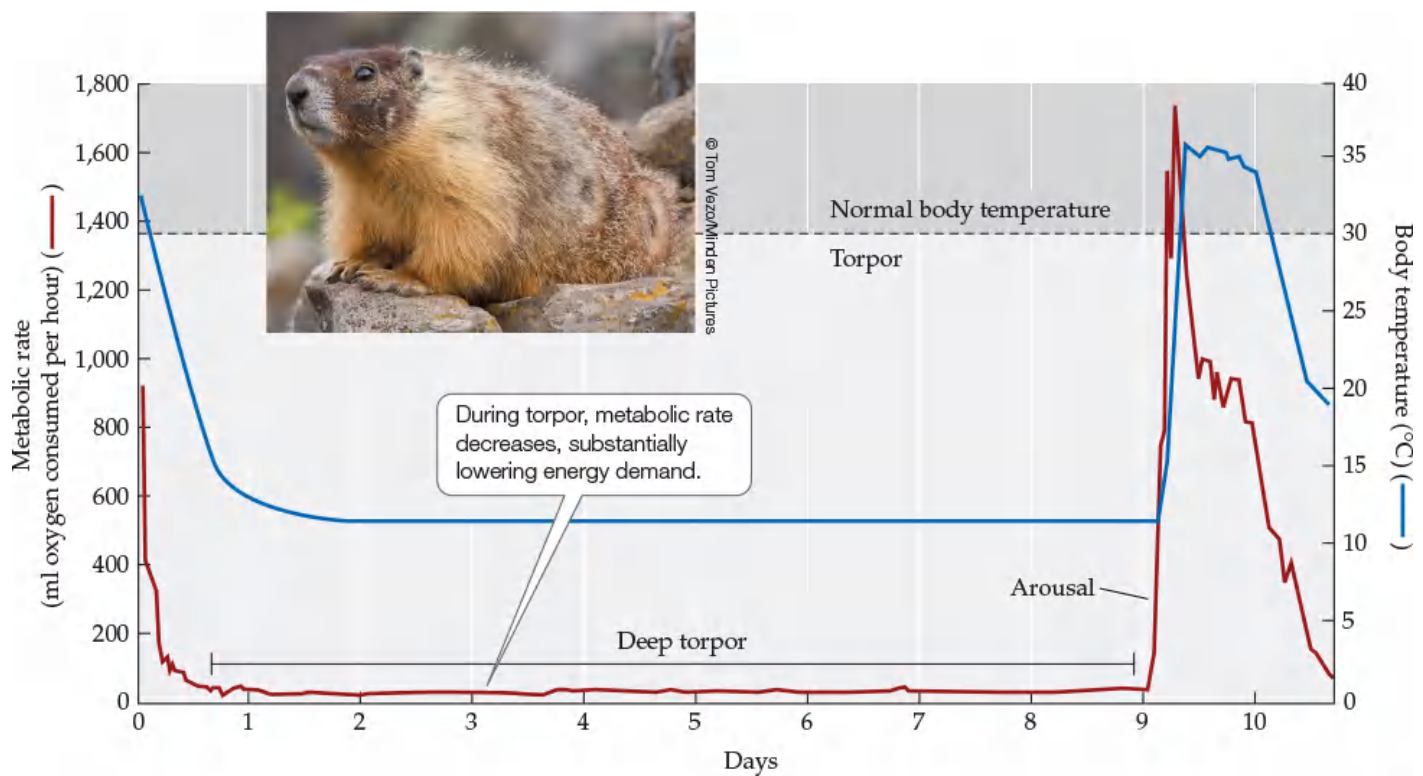 © Tom Vezo/Minden Pictures
1,800
1,600
1,400
1,200
1,000
800
600
400
200
0
Metabolic rate
(ml oxygen consumed per hour) ( )
Normal body temperature
Torpor
During torpor, metabolic rate
decreases, substantially
lowering energy demand.
Arousal
Deep torpor
40
35
30
25
20
15
10
5
0
Body temperature (°C) ( )
0 1 2 3 4 5 6 7 8 9 10
Days